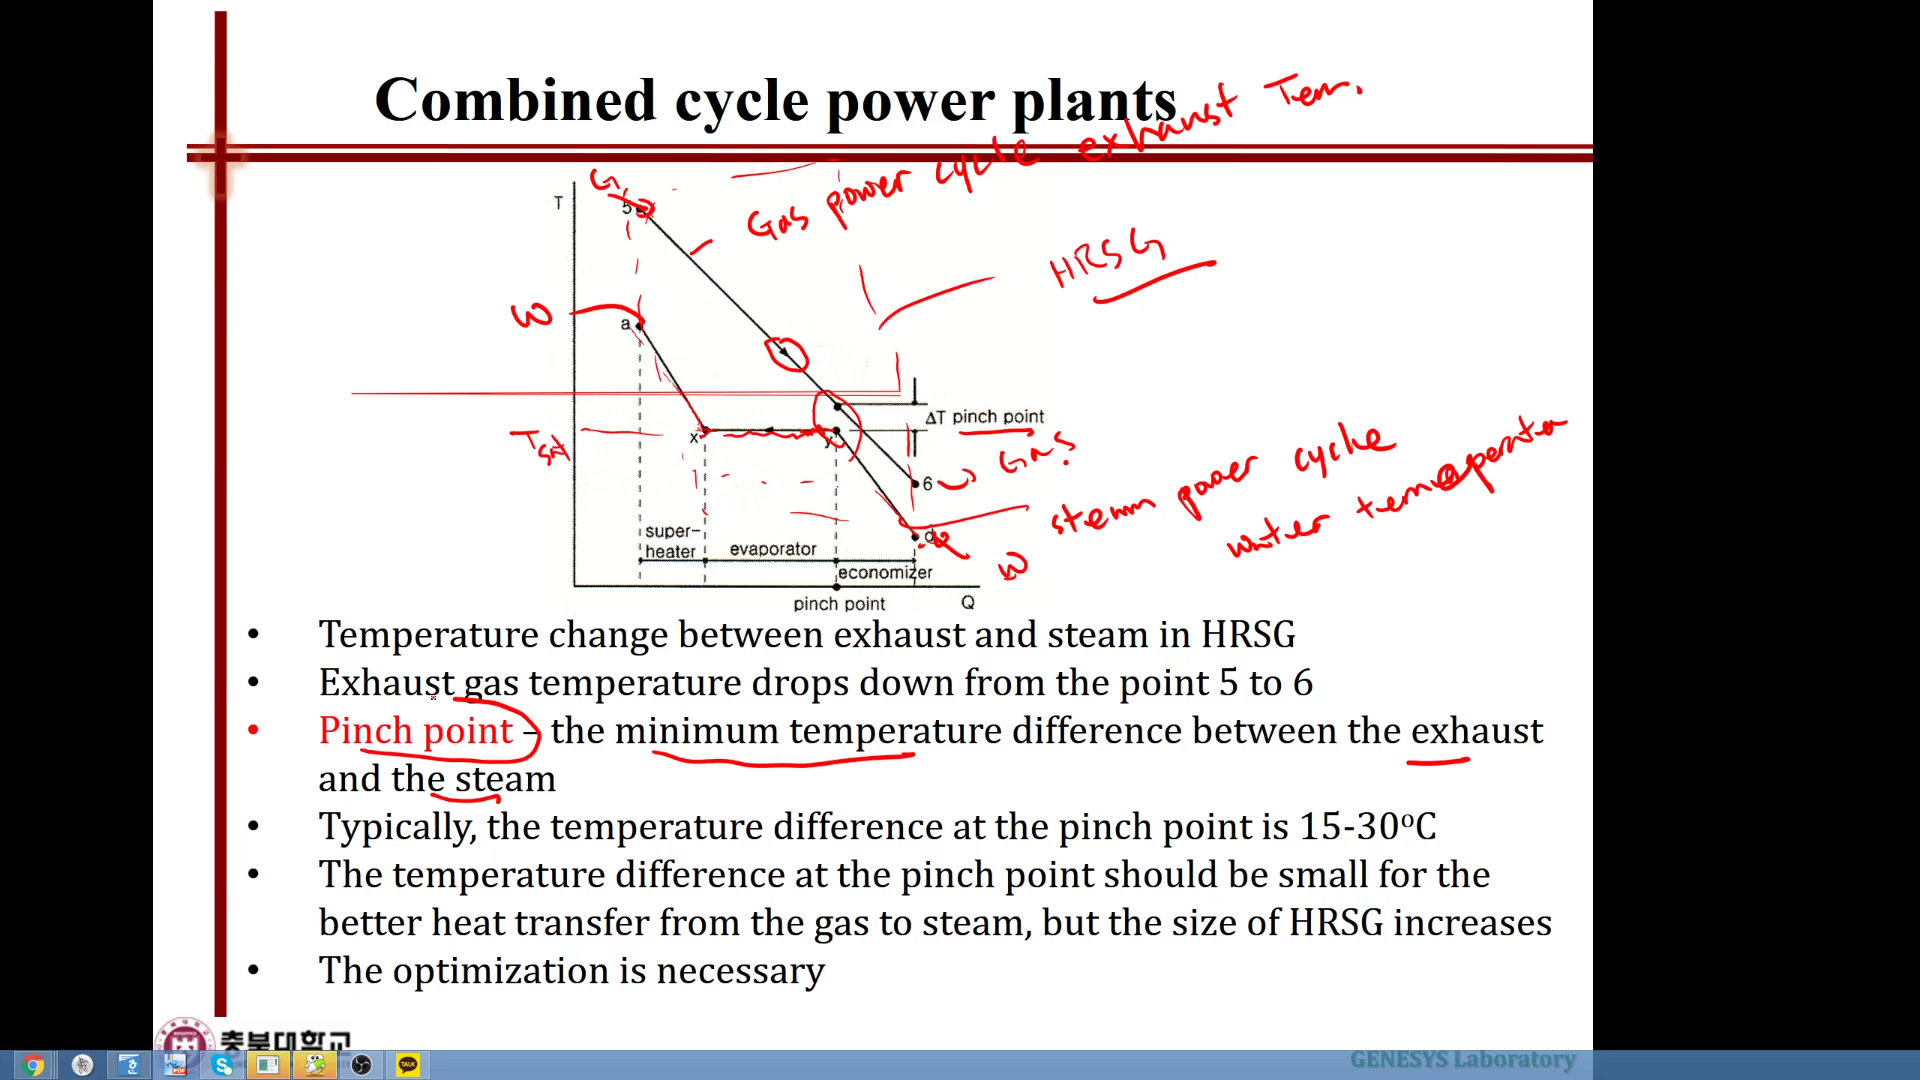 Combined cycle power plants
Gas power cycle exhaust Tem.
T
G
5
HRSG
W
a
ΔT pinch point
Tsat
x
y
Gas
6
steam power cycle
water
d
W
super-
heater
evaporator
economizer
pinch point
Q
• Temperature change between exhaust and steam in HRSG
• Exhaust gas temperature drops down from the point 5 to 6
• Pinch point – the minimum temperature difference between the exhaust
and the steam
• Typically, the temperature difference at the pinch point is 15-30°C
• The temperature difference at the pinch point should be small for the
better heat transfer from the gas to steam, but the size of HRSG increases
• The optimization is necessary
충북대학교
GENESYS Laboratory
TALK